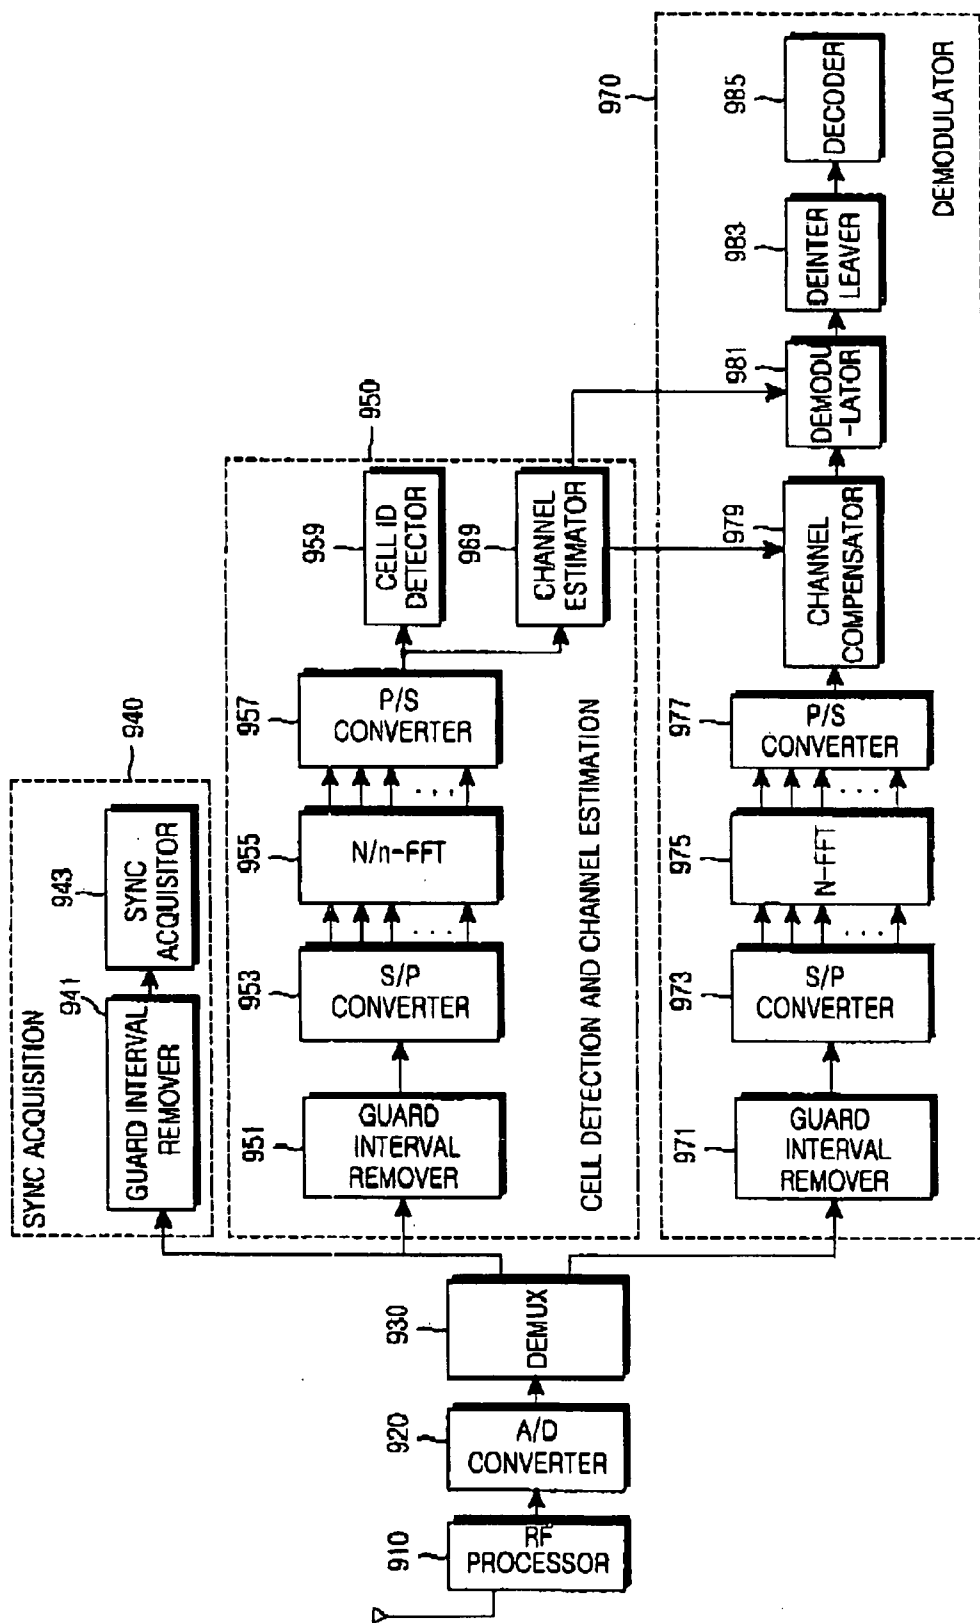 910
RF
PROCESSOR
920
A/D
CONVERTER
930
DEMUX
940
SYNC ACQUISITION
941
GUARD INTERVAL
REMOVER
943
SYNC
ACQUISITOR
950
951
GUARD
INTERVAL
REMOVER
953
S/P
CONVERTER
955
N/n-FFT
957
P/S
CONVERTER
959
CELL ID
DETECTOR
969
CHANNEL
ESTIMATOR
CELL DETECTION AND CHANNEL ESTIMATION
970
971
GUARD
INTERVAL
REMOVER
973
S/P
CONVERTER
975
N-FFT
977
P/S
CONVERTER
979
CHANNEL
COMPENSATOR
981
DEMODU
-LATOR
983
DEINTER
LEAVER
985
DECODER
DEMODULATOR